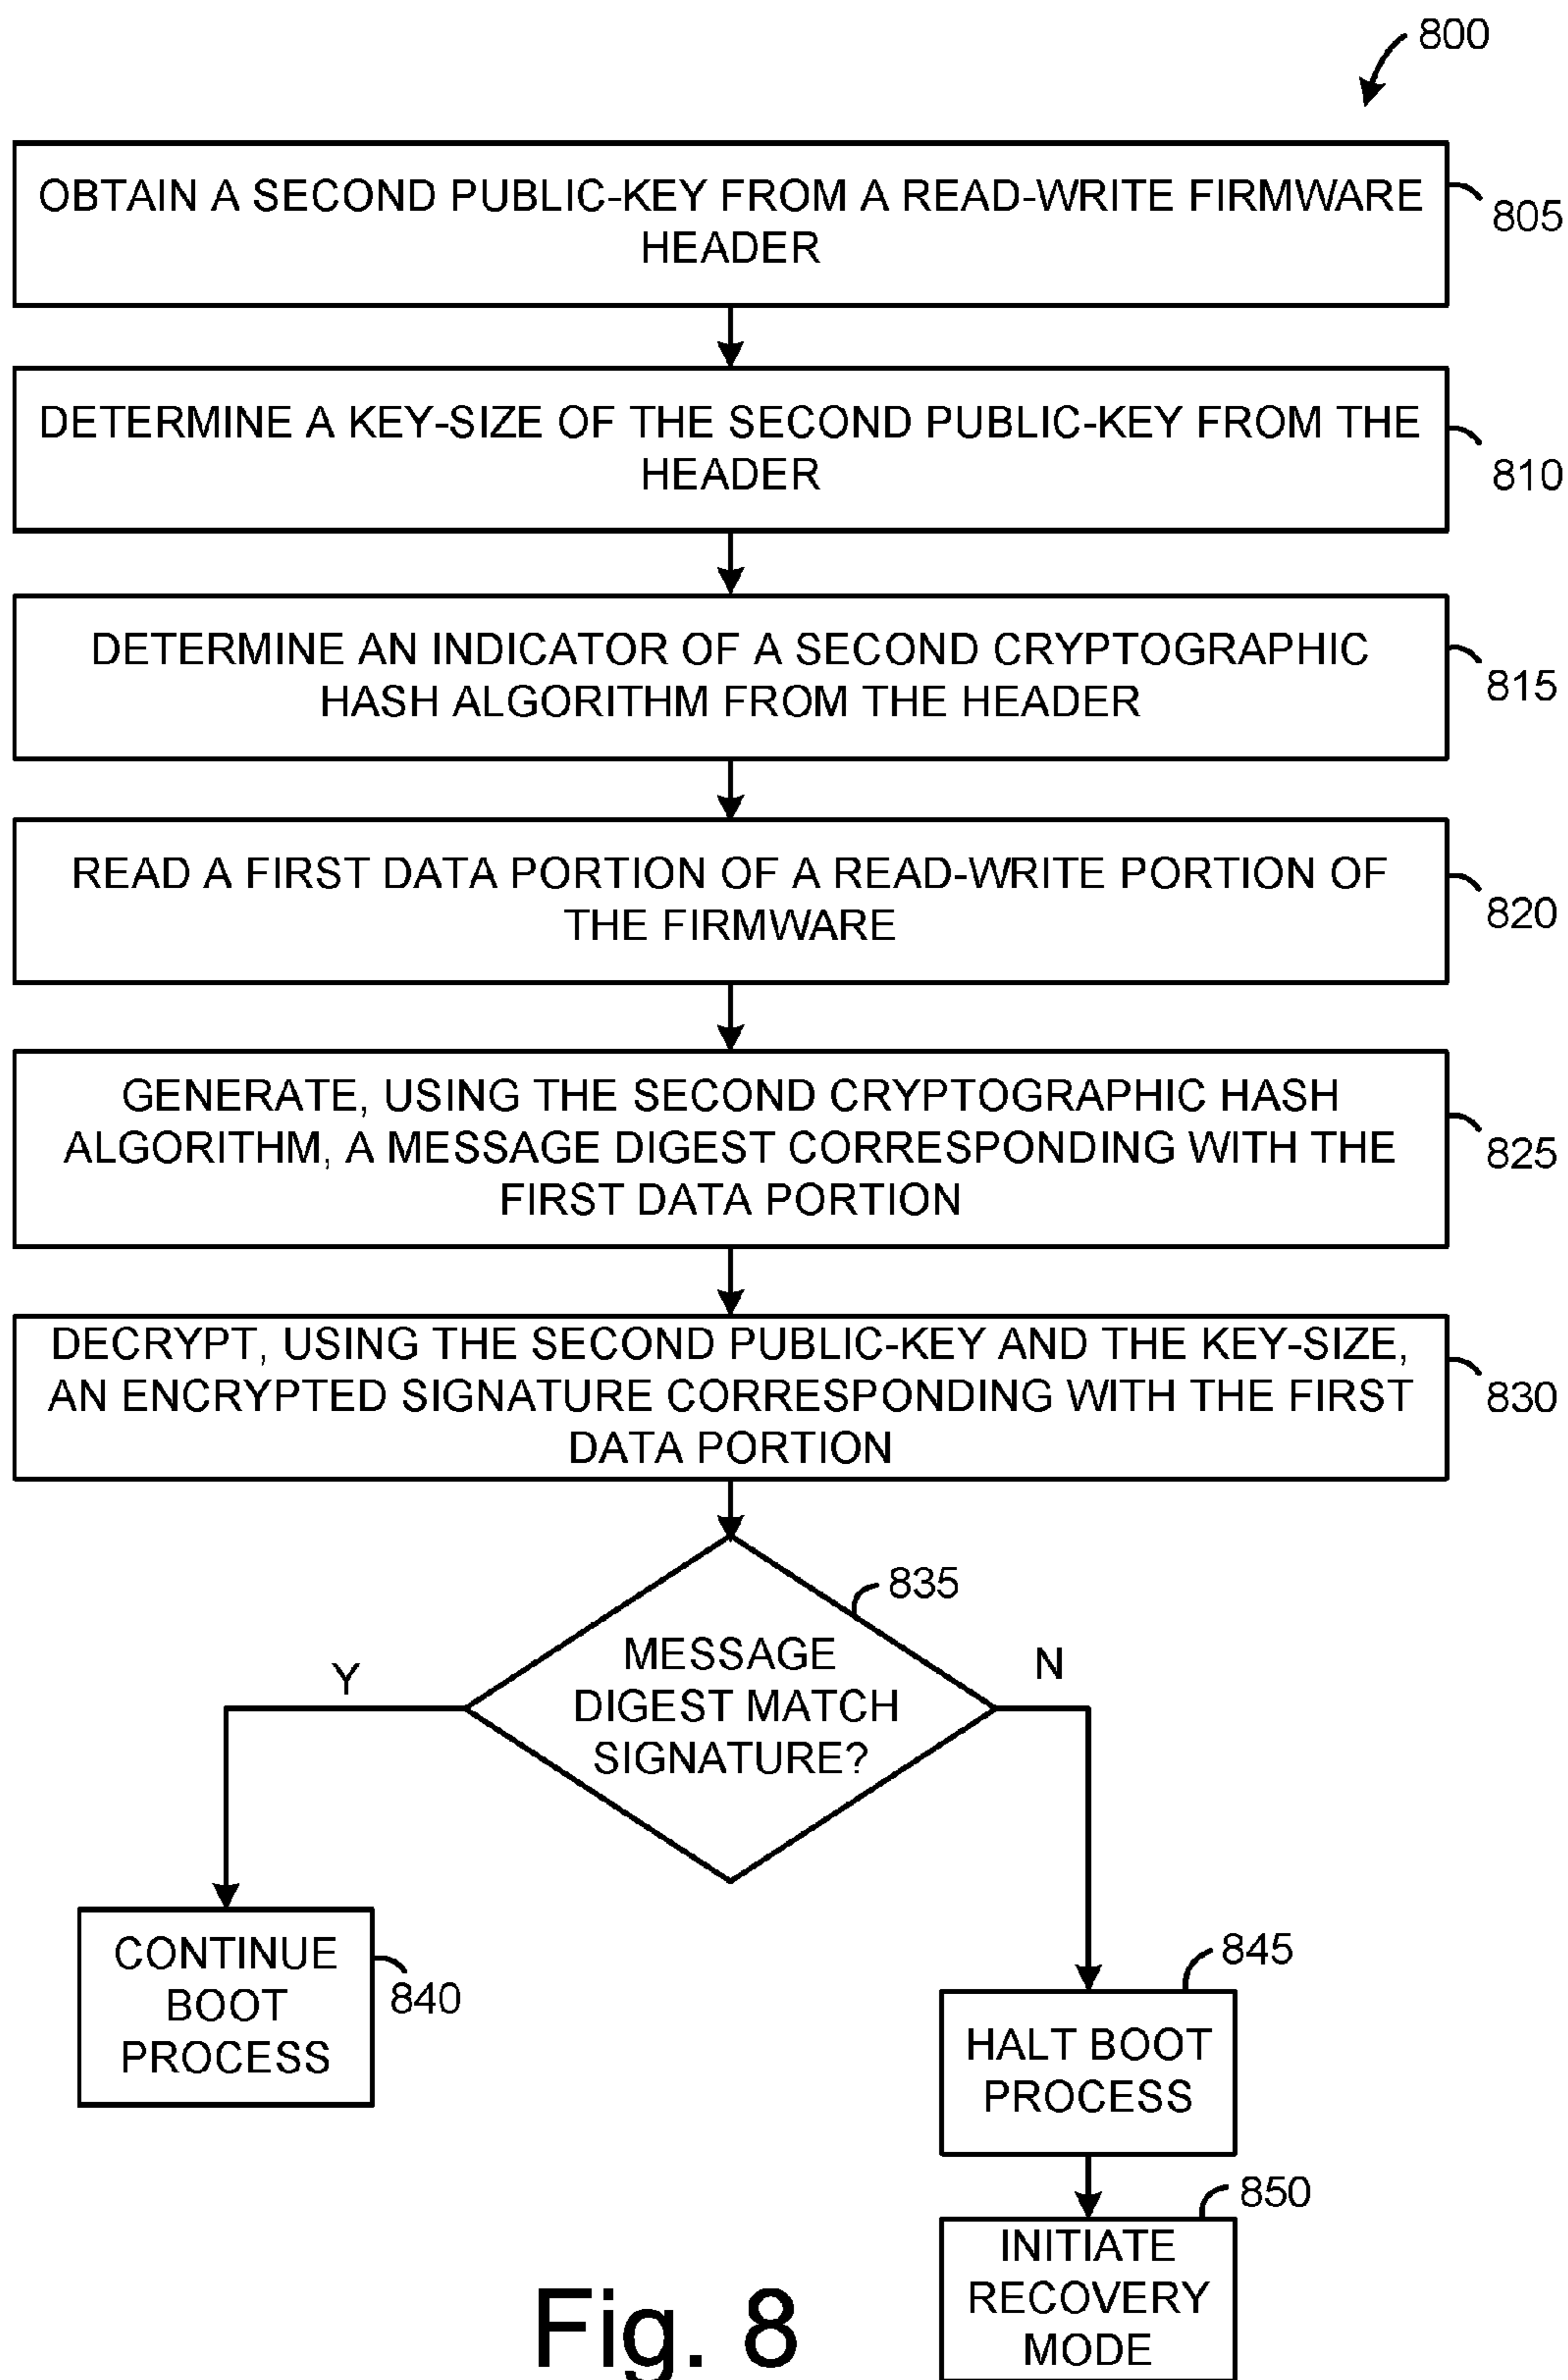 800
OBTAIN A SECOND PUBLIC-KEY FROM A READ-WRITE FIRMWARE
HEADER
805
DETERMINE A KEY-SIZE OF THE SECOND PUBLIC-KEY FROM THE
HEADER
810
DETERMINE AN INDICATOR OF A SECOND CRYPTOGRAPHIC
HASH ALGORITHM FROM THE HEADER
815
READ A FIRST DATA PORTION OF A READ-WRITE PORTION OF
THE FIRMWARE
820
GENERATE, USING THE SECOND CRYPTOGRAPHIC HASH
ALGORITHM, A MESSAGE DIGEST CORRESPONDING WITH THE
FIRST DATA PORTION
825
DECRYPT, USING THE SECOND PUBLIC-KEY AND THE KEY-SIZE,
AN ENCRYPTED SIGNATURE CORRESPONDING WITH THE FIRST
DATA PORTION
830
835
MESSAGE
DIGEST MATCH
SIGNATURE?
Y
N
CONTINUE
BOOT
PROCESS
840
845
HALT BOOT
PROCESS
850
INITIATE
RECOVERY
MODE
Fig. 8